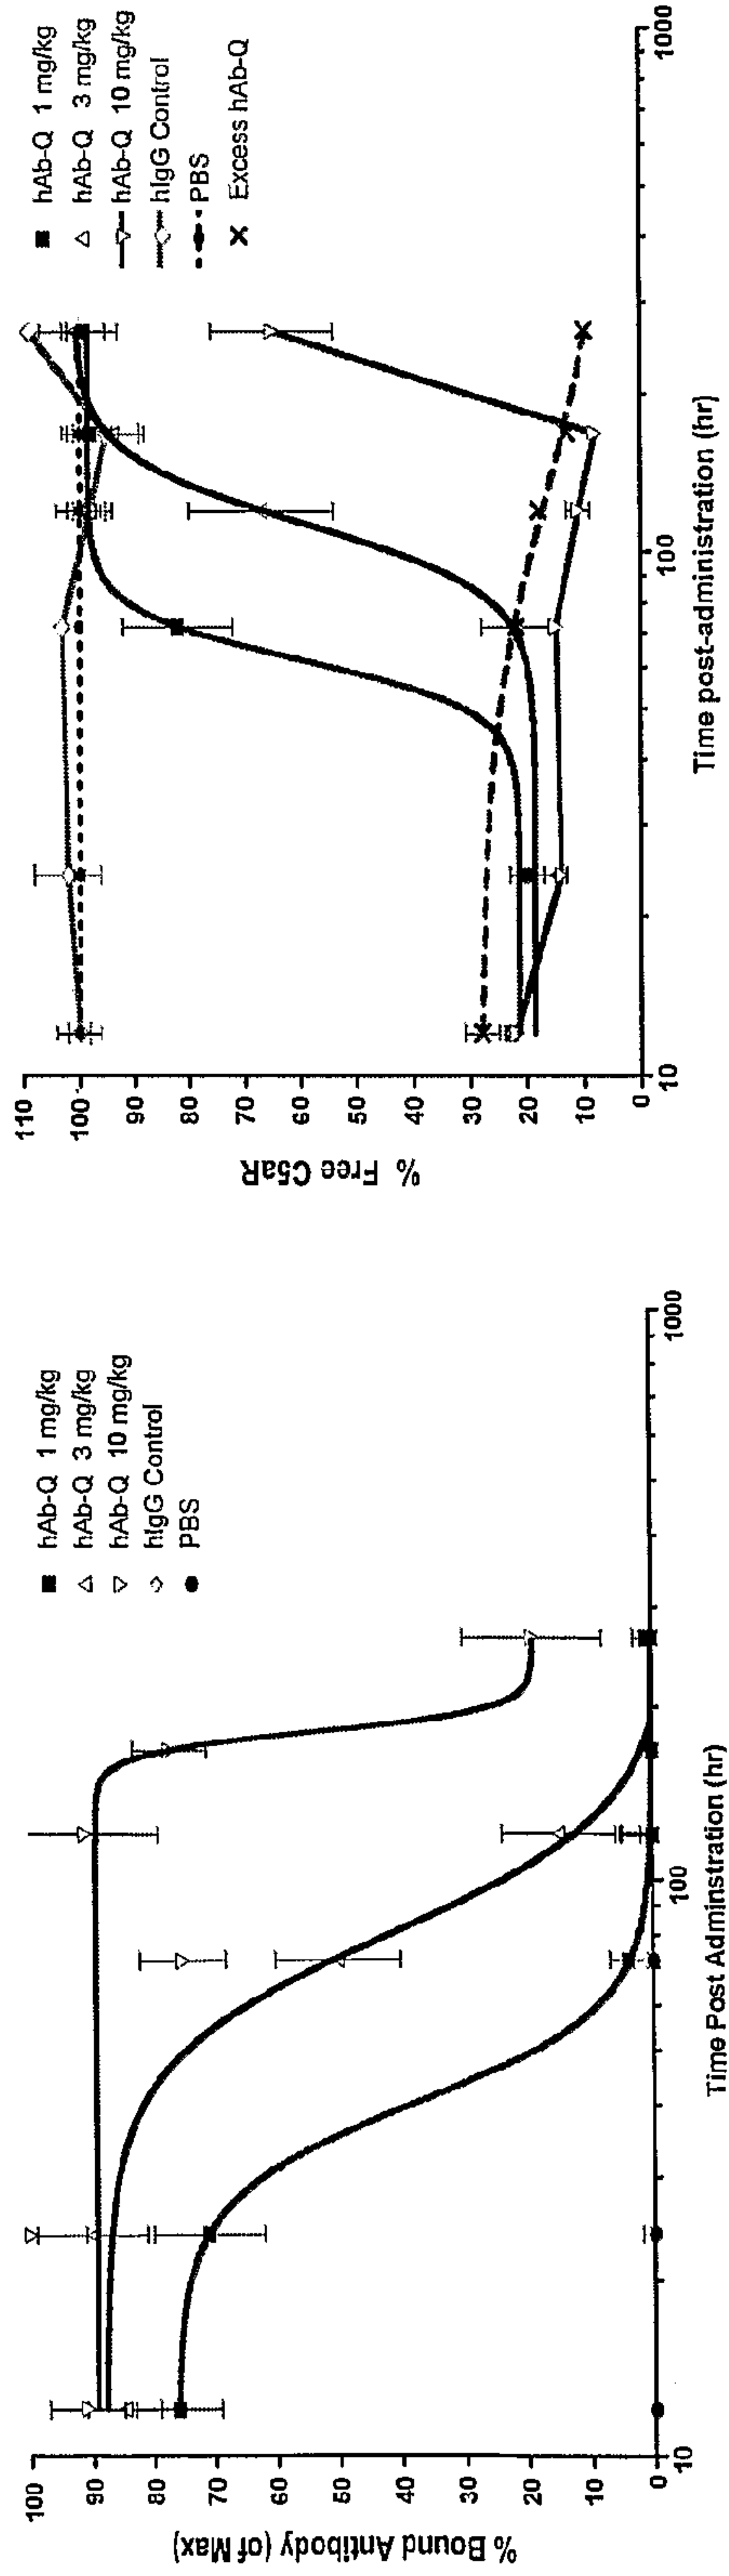 100
90
80
70
60
50
40
30
20
10
0
% Bound Antibody (of Max)
10
100
1000
Time Post Adminstration (hr)
hAb-Q 1 mg/kg
hAb-Q 3 mg/kg
hAb-Q 10 mg/kg
hIgG Control
PBS
110
100
90
80
70
60
50
40
30
20
10
0
% Free C5aR
10
100
1000
Time post-administration (hr)
hAb-Q 1 mg/kg
hAb-Q 3 mg/kg
hAb-Q 10 mg/kg
hIgG Control
PBS
Excess hAb-Q